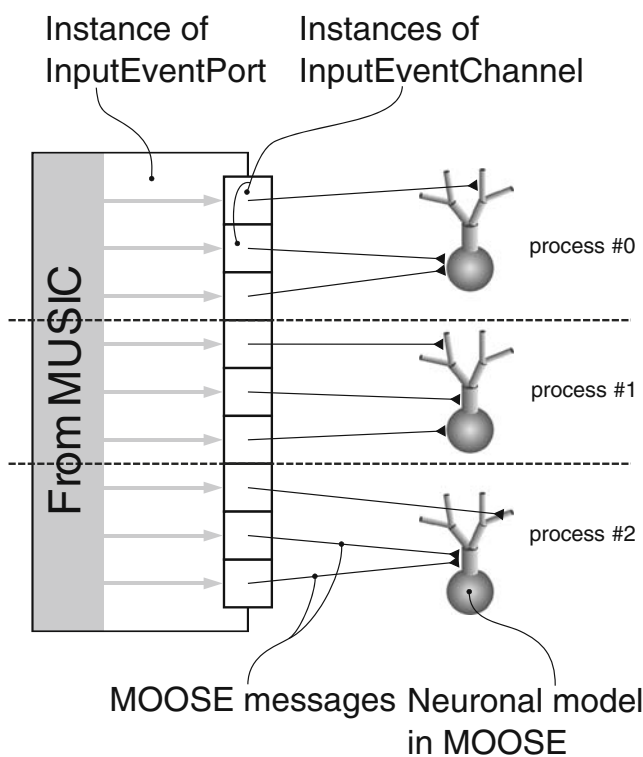 Instance of
InputEventPort
Instances of
InputEventChannel
From MUSIC
process #0
process #1
process #2
MOOSE messages
Neuronal model
in MOOSE